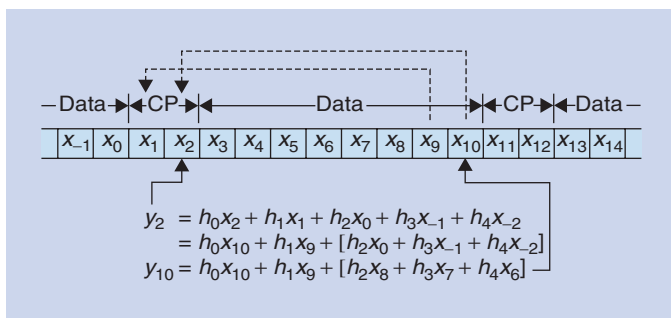 Data CP Data CP Data
x₋₁ x₀ x₁ x₂ x₃ x₄ x₅ x₆ x₇ x₈ x₉ x₁₀ x₁₁ x₁₂ x₁₃ x₁₄
y₂ = h₀x₂ + h₁x₁ + h₂x₀ + h₃x₋₁ + h₄x₋₂
= h₀x₁₀ + h₁x₉ + [h₂x₀ + h₃x₋₁ + h₄x₋₂]
y₁₀ = h₀x₁₀ + h₁x₉ + [h₂x₈ + h₃x₇ + h₄x₆]